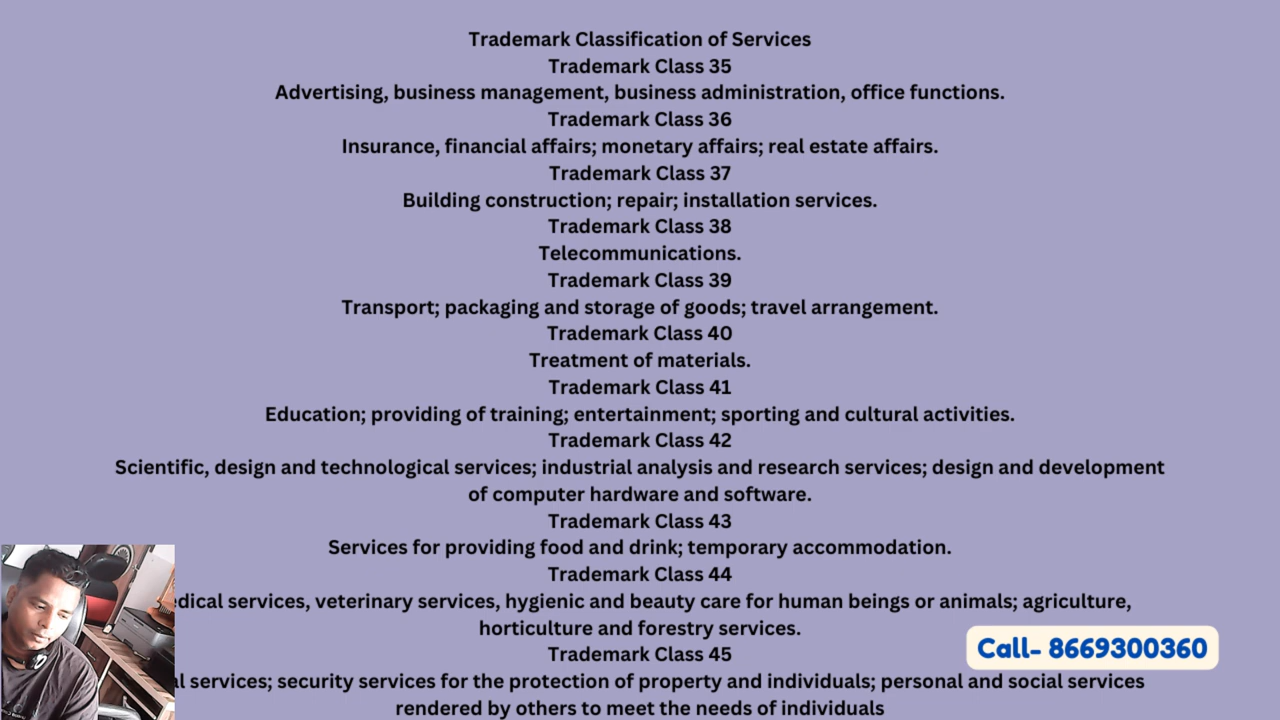 Trademark Classification of Services
Trademark Class 35
Advertising, business management, business administration, office functions.
Trademark Class 36
Insurance, financial affairs; monetary affairs; real estate affairs.
Trademark Class 37
Building construction; repair; installation services.
Trademark Class 38
Telecommunications.
Trademark Class 39
Transport; packaging and storage of goods; travel arrangement.
Trademark Class 40
Treatment of materials.
Trademark Class 41
Education; providing of training; entertainment; sporting and cultural activities.
Trademark Class 42
Scientific, design and technological services; industrial analysis and research services; design and development
of computer hardware and software.
Trademark Class 43
Services for providing food and drink; temporary accommodation.
Trademark Class 44
services, veterinary services, hygienic and beauty care for human beings or animals; agriculture,
horticulture and forestry services.
Trademark Class 45
services; security services for the protection of property and individuals; personal and social services
rendered by others to meet the needs of individuals
Call- 8669300360